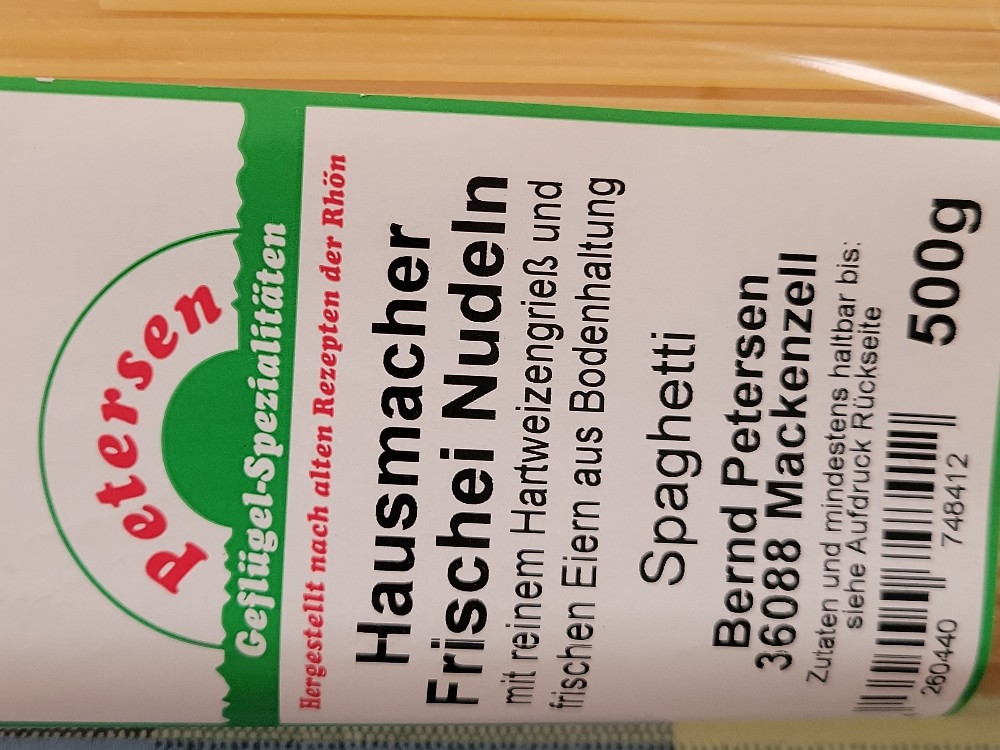 Petersen
Geflügel-Spezialitäten
Hergestellt nach alten Rezepten der Rhön
Hausmacher
Frischei Nudeln
mit reinem Hartweizengrieß und
frischen Eiern aus Bodenhaltung
Spaghetti
Bernd Petersen
36088 Mackenzell
Zutaten und mindestens haltbar bis:
siehe Aufdruck Rückseite
260440 748412
500g